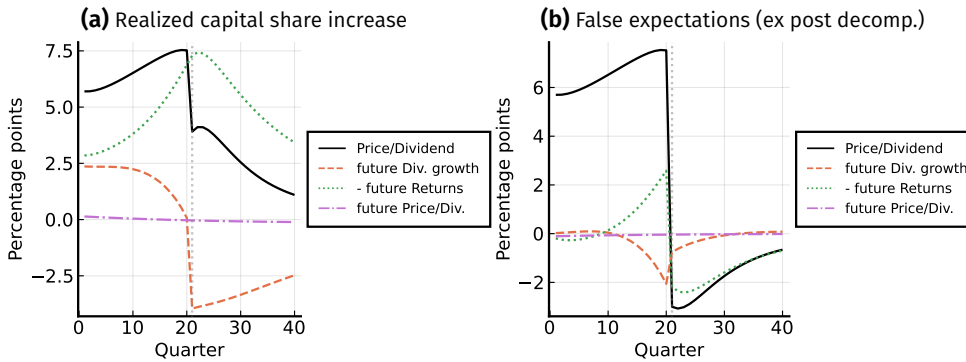 (a) Realized capital share increase
Percentage points
7.5
5.0
2.5
0.0
−2.5
0
10
20
30
40
Quarter
Price/Dividend
future Div. growth
- future Returns
future Price/Div.
(b) False expectations (ex post decomp.)
Percentage points
6
4
2
0
−2
0
10
20
30
40
Quarter
Price/Dividend
future Div. growth
- future Returns
future Price/Div.